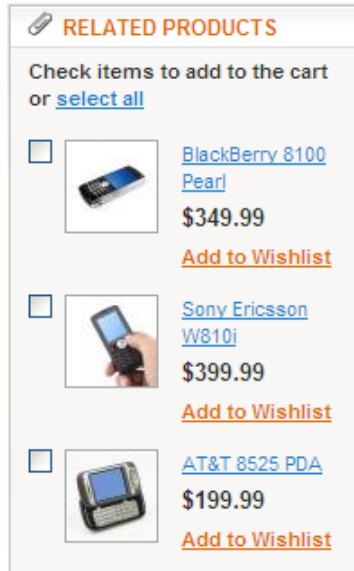 RELATED PRODUCTS
Check items to add to the cart
or select all
BlackBerry 8100
Pearl
$349.99
Add to Wishlist
Sony Ericsson
W810i
$399.99
Add to Wishlist
AT&T 8525 PDA
$199.99
Add to Wishlist